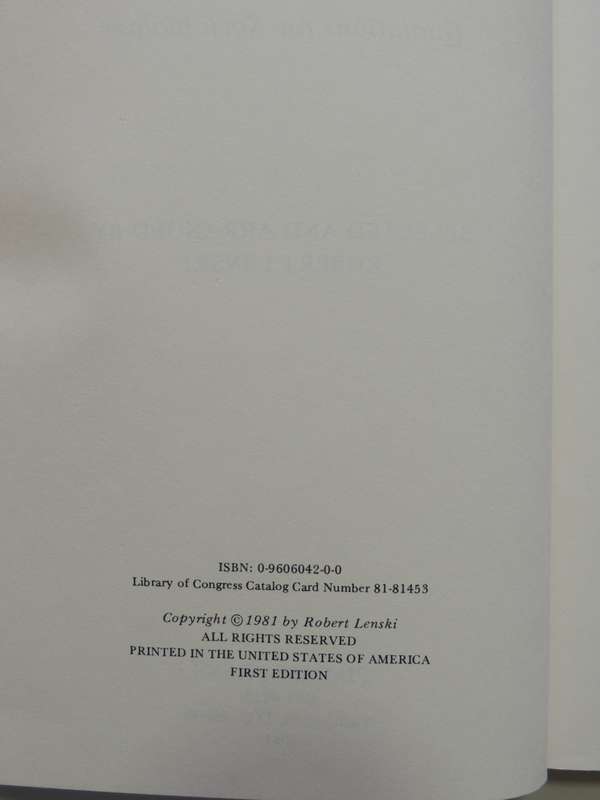 ISBN: 0-9606042-0-0
Library of Congress Catalog Card Number 81-81453
Copyright © 1981 by Robert Lenski
ALL RIGHTS RESERVED
PRINTED IN THE UNITED STATES OF AMERICA
FIRST EDITION